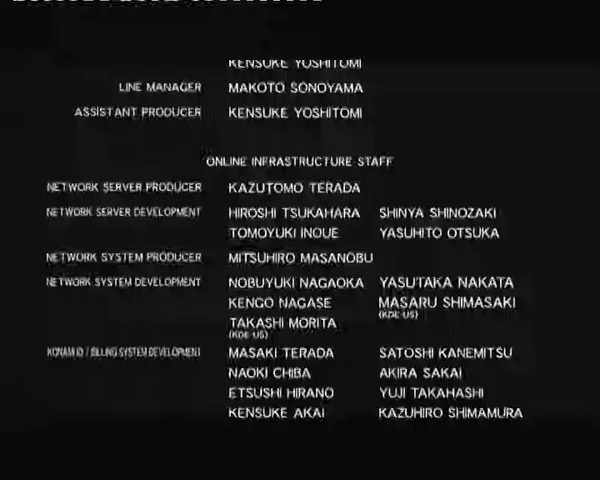 KENSUKE YOSHITOMI
LINE MANAGER MAKOTO SONOYAMA
ASSISTANT PRODUCER KENSUKE YOSHITOMI
ONLINE INFRASTRUCTURE STAFF
NETWORK SERVER PRODUCER KAZUTOMO TERADA
NETWORK SERVER DEVELOPMENT HIROSHI TSUKAHARA SHINYA SHINOZAKI
TOMOYUKI INOUE YASUHITO OTSUKA
NETWORK SYSTEM PRODUCER MITSUHIRO MASANOBU
NETWORK SYSTEM DEVELOPMENT NOBUYUKI NAGAOKA YASUTAKA NAKATA
KENGO NAGASE MASARU SHIMASAKI
(KDE-US)
TAKASHI MORITA
(KDE-US)
KONAMI ID / BILLING SYSTEM DEVELOPMENT MASAKI TERADA SATOSHI KANEMITSU
NAOKI CHIBA AKIRA SAKAI
ETSUSHI HIRANO YUJI TAKAHASHI
KENSUKE AKAI KAZUHIRO SHIMAMURA